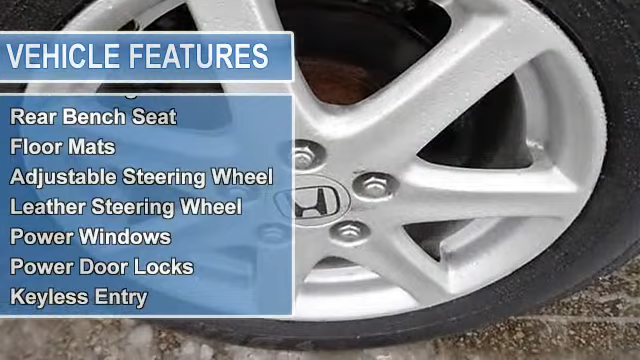 VEHICLE FEATURES
Rear Bench Seat
Floor Mats
Adjustable Steering Wheel
Leather Steering Wheel
Power Windows
Power Door Locks
Keyless Entry